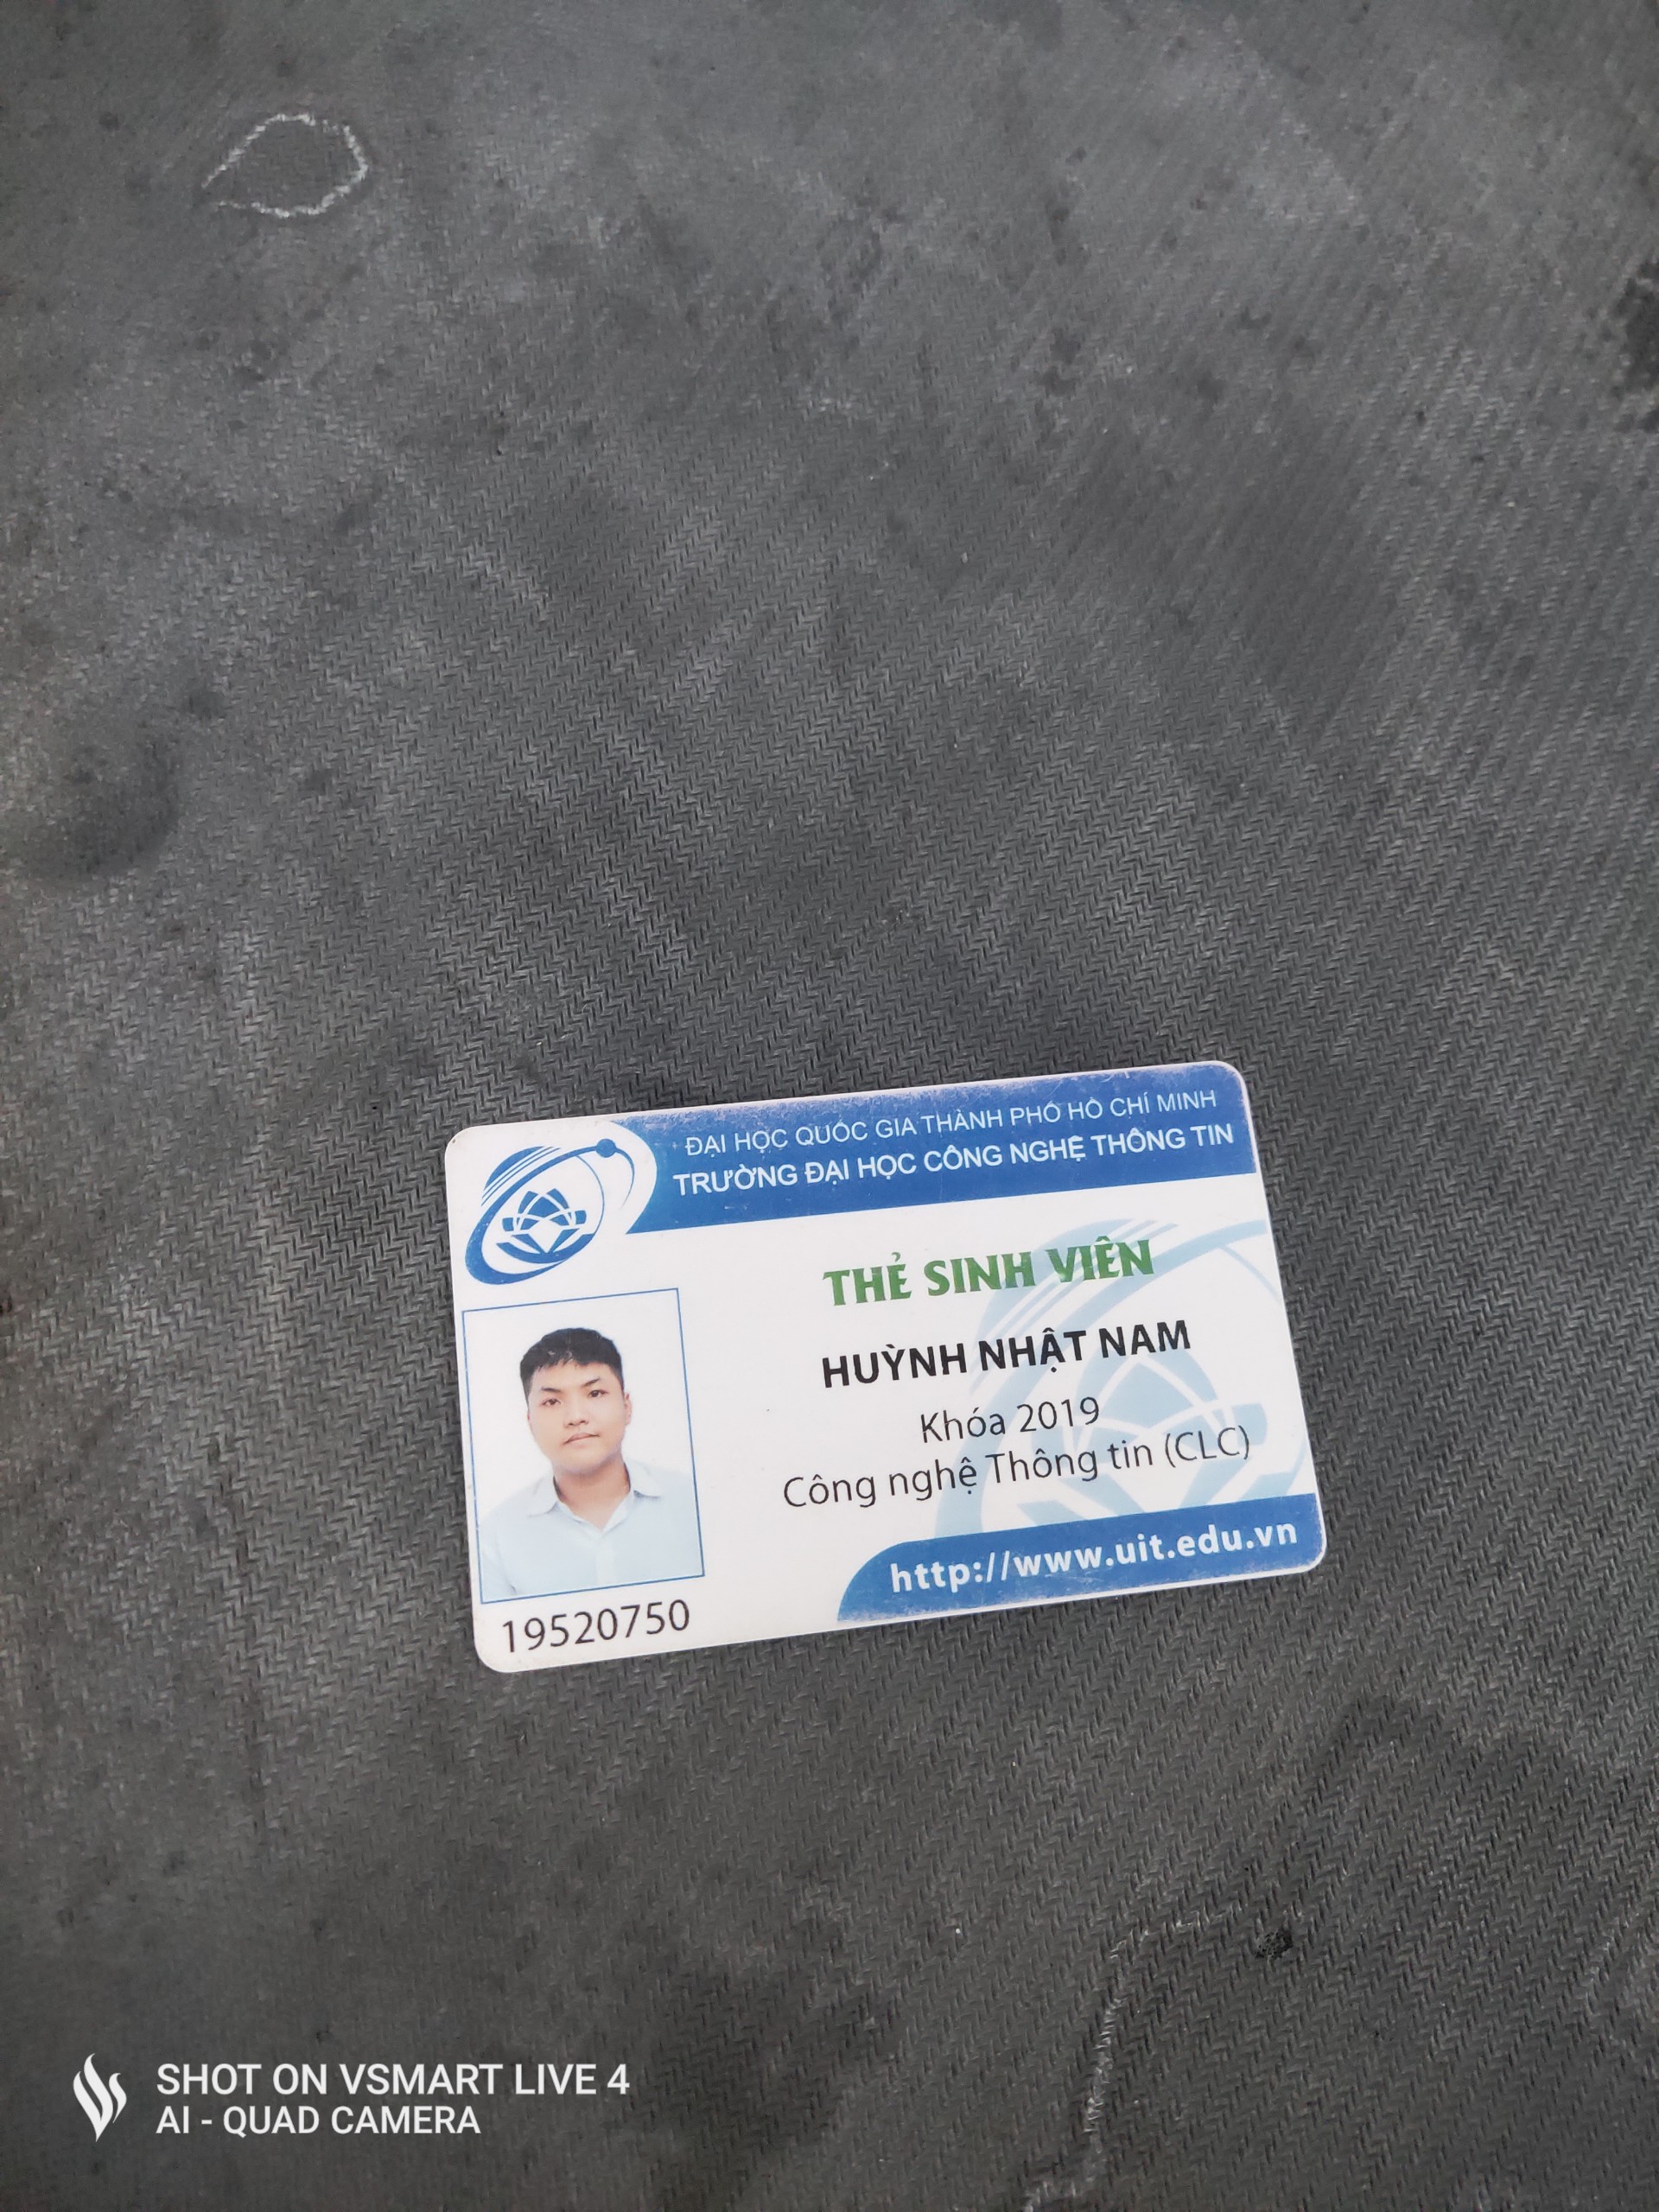 ĐẠI HỌC QUỐC GIA THÀNH PHỐ HỒ CHÍ MINH
TRƯỜNG ĐẠI HỌC CÔNG NGHỆ THÔNG TIN
THẺ SINH VIÊN
HUỲNH NHẬT NAM
Khóa 2019
Công nghệ Thông tin (CLC)
http://www.uit.edu.vn
19520750
SHOT ON VSMART LIVE 4
AI - QUAD CAMERA